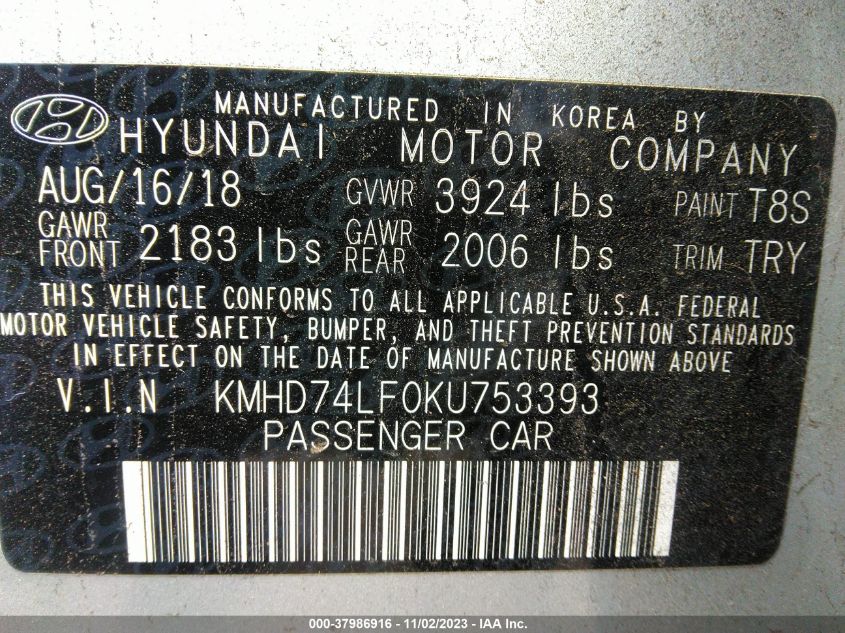 MANUFACTURED IN KOREA BY
HYUNDAI MOTOR COMPANY
AUG/16/18 GVWR 3924 lbs PAINT T8S
GAWR FRONT 2183 lbs GAWR REAR 2006 lbs TRIM TRY
THIS VEHICLE CONFORMS TO ALL APPLICABLE U.S.A. FEDERAL
MOTOR VEHICLE SAFETY, BUMPER, AND THEFT PREVENTION STANDARDS
IN EFFECT ON THE DATE OF MANUFACTURE SHOWN ABOVE
V.I.N KMHD74LF0KU753393
PASSENGER CAR
000-37986916 - 11/02/2023 - IAA Inc.